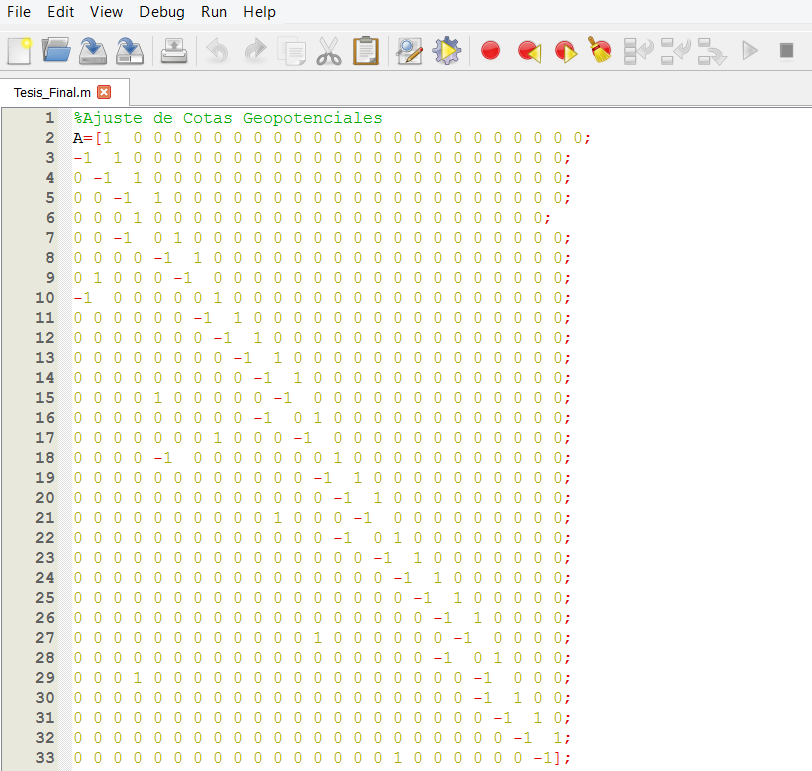 File Edit View Debug Run Help
Tesis_Final.m
1 %Ajuste de Cotas Geopotenciales
2 A=[1  0 0 0 0 0 0 0 0 0 0 0 0 0 0 0 0 0 0 0 0 0 0 0;
3 -1  1 0 0 0 0 0 0 0 0 0 0 0 0 0 0 0 0 0 0 0 0 0 0;
4 0 -1  1 0 0 0 0 0 0 0 0 0 0 0 0 0 0 0 0 0 0 0 0 0;
5 0 0 -1  1 0 0 0 0 0 0 0 0 0 0 0 0 0 0 0 0 0 0 0 0;
6 0 0 0 1 0 0 0 0 0 0 0 0 0 0 0 0 0 0 0 0 0 0 0 0;
7 0 0 -1  0 1 0 0 0 0 0 0 0 0 0 0 0 0 0 0 0 0 0 0 0;
8 0 0 0 0 -1  1 0 0 0 0 0 0 0 0 0 0 0 0 0 0 0 0 0 0;
9 0 1 0 0 0 -1  0 0 0 0 0 0 0 0 0 0 0 0 0 0 0 0 0 0;
10 -1  0 0 0 0 0 1 0 0 0 0 0 0 0 0 0 0 0 0 0 0 0 0 0;
11 0 0 0 0 0 0 -1  1 0 0 0 0 0 0 0 0 0 0 0 0 0 0 0 0;
12 0 0 0 0 0 0 0 -1  1 0 0 0 0 0 0 0 0 0 0 0 0 0 0 0;
13 0 0 0 0 0 0 0 0 -1  1 0 0 0 0 0 0 0 0 0 0 0 0 0 0;
14 0 0 0 0 0 0 0 0 0 -1  1 0 0 0 0 0 0 0 0 0 0 0 0 0;
15 0 0 0 0 1 0 0 0 0 0 -1  0 0 0 0 0 0 0 0 0 0 0 0 0;
16 0 0 0 0 0 0 0 0 0 -1  0 1 0 0 0 0 0 0 0 0 0 0 0 0;
17 0 0 0 0 0 0 0 1 0 0 0 -1  0 0 0 0 0 0 0 0 0 0 0 0;
18 0 0 0 0 -1  0 0 0 0 0 0 0 1 0 0 0 0 0 0 0 0 0 0 0;
19 0 0 0 0 0 0 0 0 0 0 0 0 -1  1 0 0 0 0 0 0 0 0 0 0;
20 0 0 0 0 0 0 0 0 0 0 0 0 0 -1  1 0 0 0 0 0 0 0 0 0;
21 0 0 0 0 0 0 0 0 0 0 1 0 0 0 -1  0 0 0 0 0 0 0 0 0;
22 0 0 0 0 0 0 0 0 0 0 0 0 0 -1  0 1 0 0 0 0 0 0 0 0;
23 0 0 0 0 0 0 0 0 0 0 0 0 0 0 0 -1  1 0 0 0 0 0 0 0;
24 0 0 0 0 0 0 0 0 0 0 0 0 0 0 0 0 -1  1 0 0 0 0 0 0;
25 0 0 0 0 0 0 0 0 0 0 0 0 0 0 0 0 0 -1  1 0 0 0 0 0;
26 0 0 0 0 0 0 0 0 0 0 0 0 0 0 0 0 0 0 -1  1 0 0 0 0;
27 0 0 0 0 0 0 0 0 0 0 0 0 1 0 0 0 0 0 0 -1  0 0 0 0;
28 0 0 0 0 0 0 0 0 0 0 0 0 0 0 0 0 0 0 -1  0 1 0 0 0;
29 0 0 0 1 0 0 0 0 0 0 0 0 0 0 0 0 0 0 0 0 -1  0 0 0;
30 0 0 0 0 0 0 0 0 0 0 0 0 0 0 0 0 0 0 0 0 -1  1 0 0;
31 0 0 0 0 0 0 0 0 0 0 0 0 0 0 0 0 0 0 0 0 0 -1  1 0;
32 0 0 0 0 0 0 0 0 0 0 0 0 0 0 0 0 0 0 0 0 0 0 -1  1;
33 0 0 0 0 0 0 0 0 0 0 0 0 0 0 0 0 1 0 0 0 0 0 0 -1];